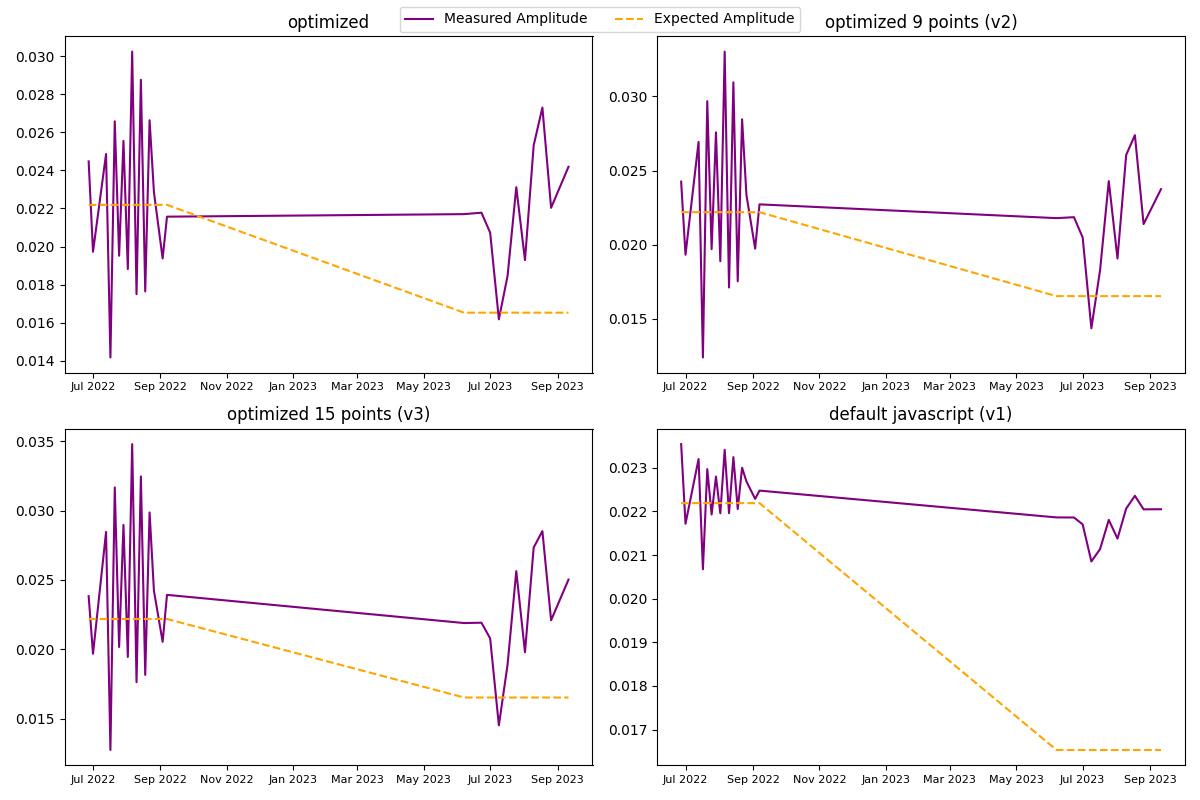 Measured Amplitude Expected Amplitude
optimized
0.030
0.028
0.026
0.024
0.022
0.020
0.018
0.016
0.014
Jul 2022 Sep 2022 Nov 2022 Jan 2023 Mar 2023 May 2023 Jul 2023 Sep 2023
optimized 9 points (v2)
0.030
0.025
0.020
0.015
Jul 2022 Sep 2022 Nov 2022 Jan 2023 Mar 2023 May 2023 Jul 2023 Sep 2023
optimized 15 points (v3)
0.035
0.030
0.025
0.020
0.015
Jul 2022 Sep 2022 Nov 2022 Jan 2023 Mar 2023 May 2023 Jul 2023 Sep 2023
default javascript (v1)
0.023
0.022
0.021
0.020
0.019
0.018
0.017
Jul 2022 Sep 2022 Nov 2022 Jan 2023 Mar 2023 May 2023 Jul 2023 Sep 2023